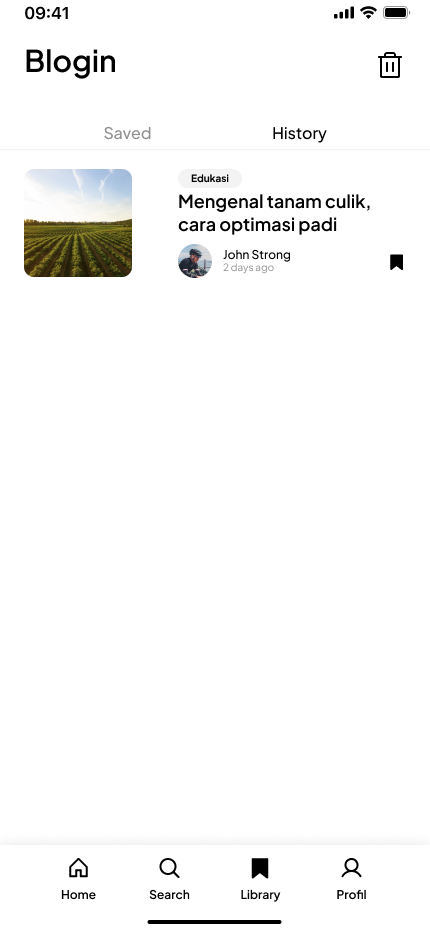 09:41
Blogin
Saved
History
Edukasi
Mengenal tanam culik,
cara optimasi padi
John Strong
2 days ago
Home
Search
Library
Profil